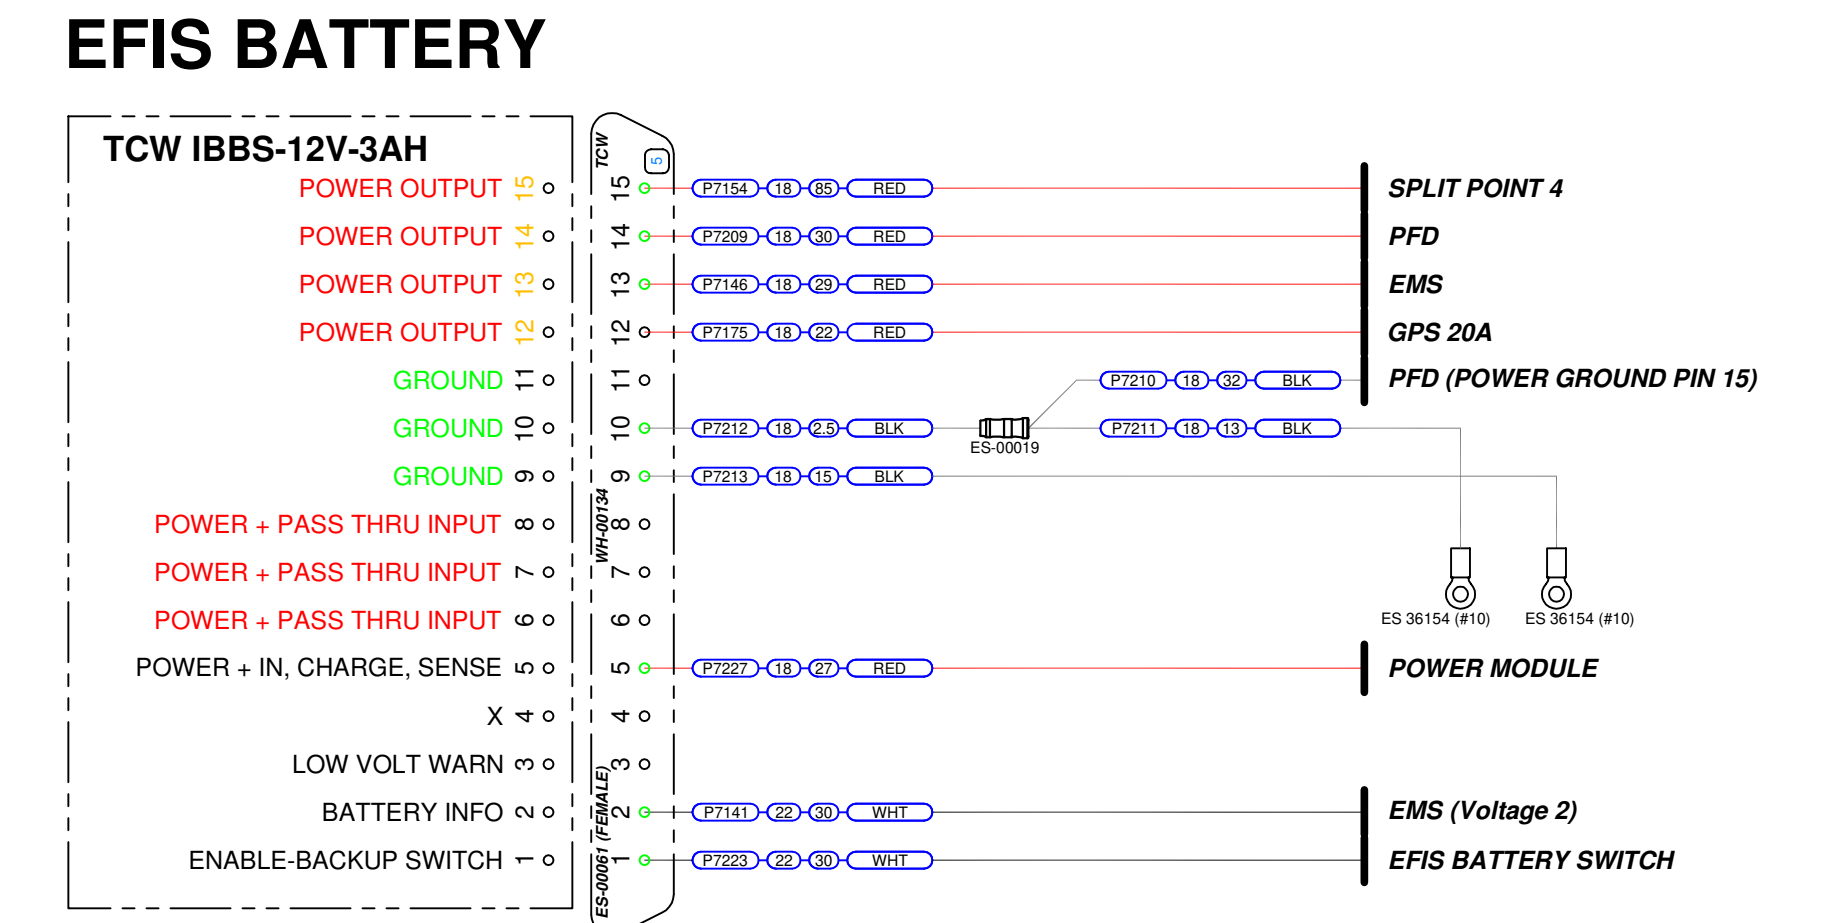 EFIS BATTERY
TCW IBBS-12V-3AH
TCW
5
POWER OUTPUT 15 15 P7154 18 85 RED SPLIT POINT 4
POWER OUTPUT 14 14 P7209 18 30 RED PFD
POWER OUTPUT 13 13 P7146 18 29 RED EMS
POWER OUTPUT 12 12 P7175 18 22 RED GPS 20A
GROUND 11 11 P7210 18 32 BLK PFD (POWER GROUND PIN 15)
GROUND 10 10 P7212 18 2.5 BLK P7211 18 13 BLK
ES-00019
GROUND 9 9 P7213 18 15 BLK
WH-00134
POWER + PASS THRU INPUT 8 8
POWER + PASS THRU INPUT 7 7
POWER + PASS THRU INPUT 6 6
ES 36154 (#10) ES 36154 (#10)
POWER + IN, CHARGE, SENSE 5 5 P7227 18 27 RED POWER MODULE
X 4 4
LOW VOLT WARN 3 3
BATTERY INFO 2 2 P7141 22 30 WHT EMS (Voltage 2)
ENABLE-BACKUP SWITCH 1 1 P7223 22 30 WHT EFIS BATTERY SWITCH
ES-00061 (FEMALE)